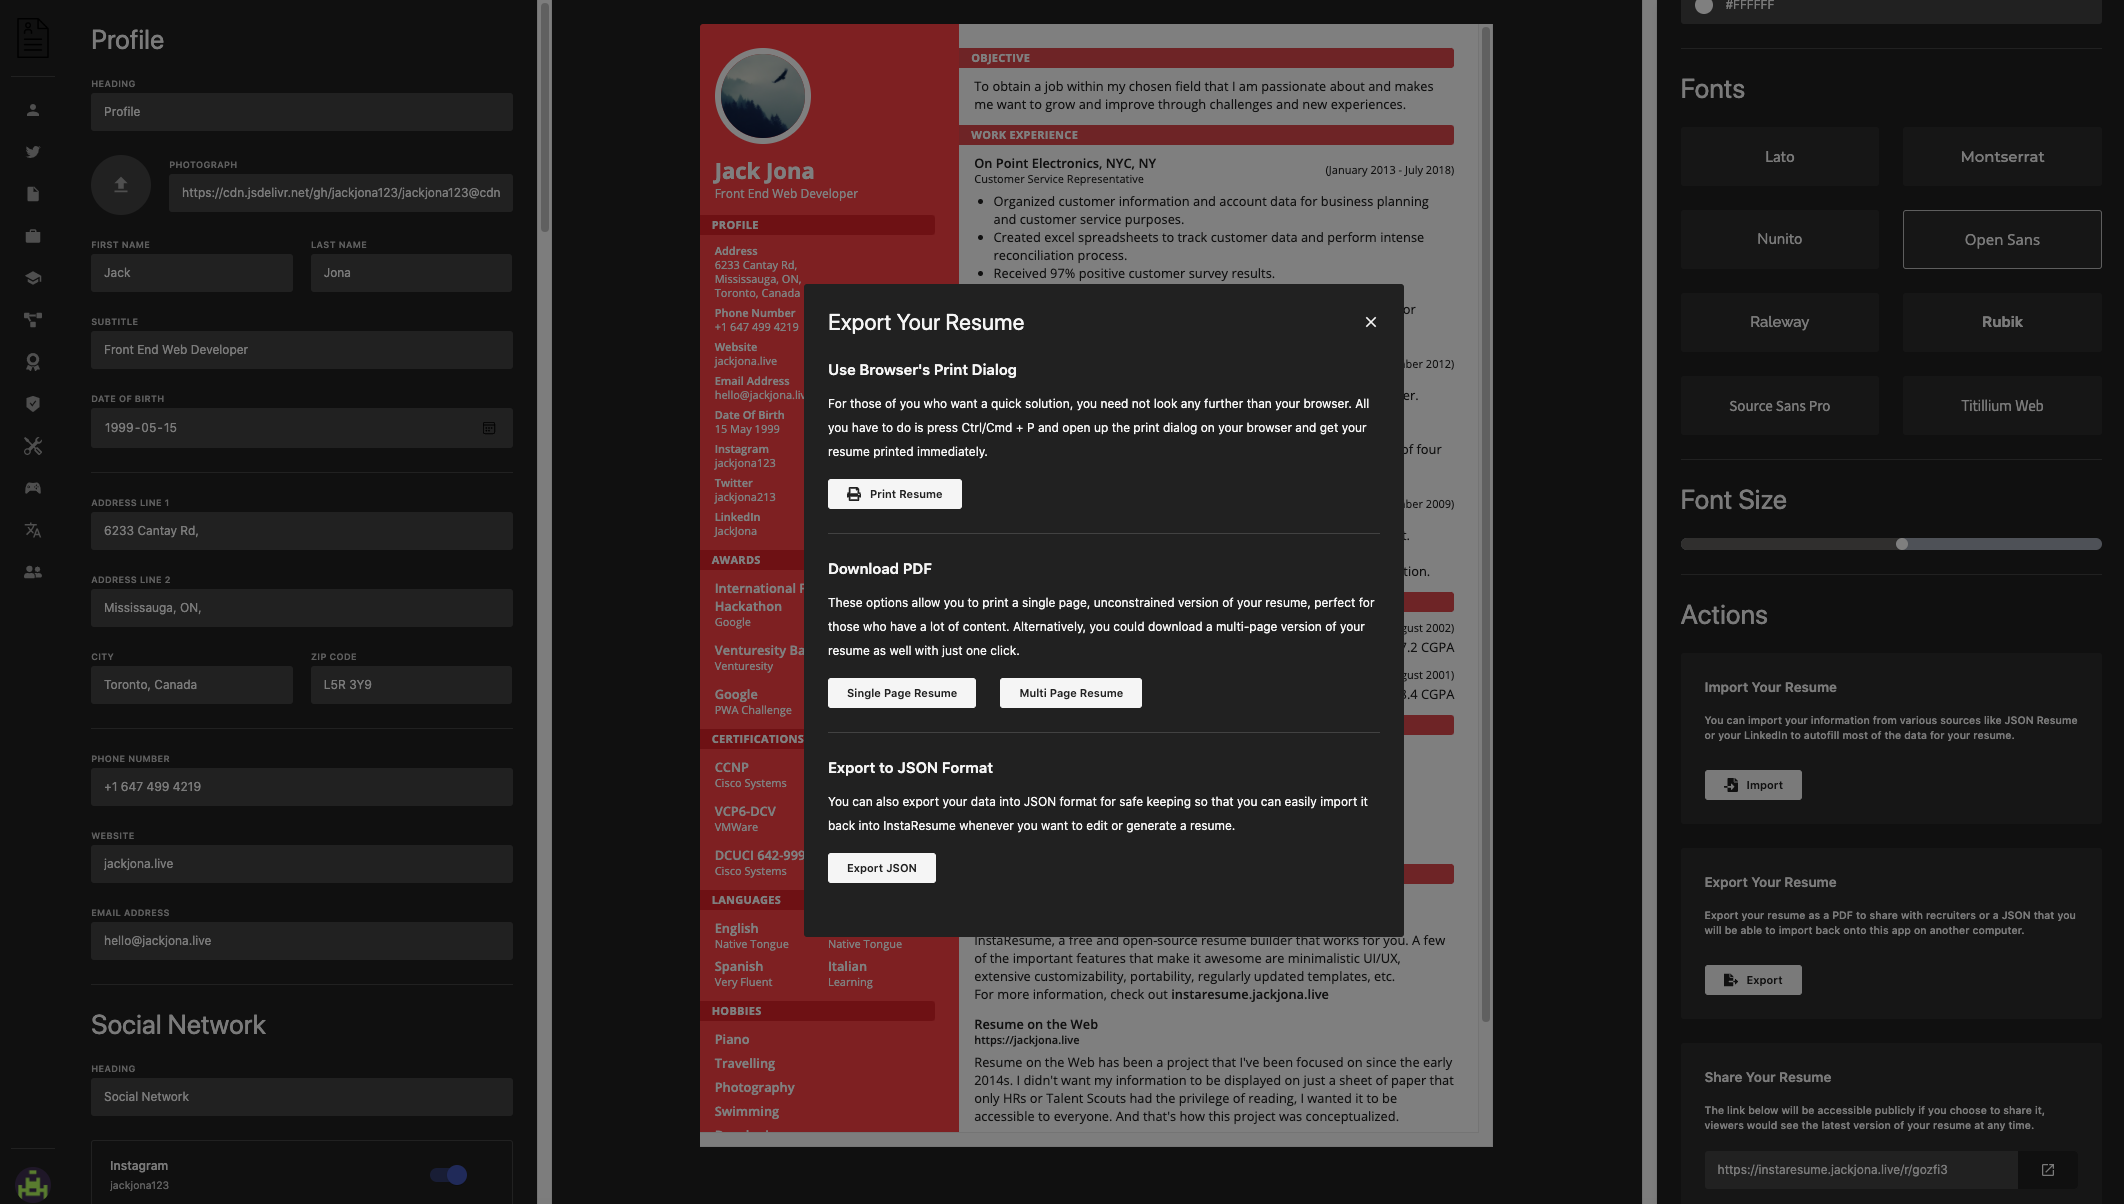 Profile
HEADING
Profile
PHOTOGRAPH
https://cdn.jsdelivr.net/gh/jackjona123/jackjona123@cdn
FIRST NAME
LAST NAME
Jack
Jona
SUBTITLE
Front End Web Developer
DATE OF BIRTH
1999-05-15
ADDRESS LINE 1
6233 Cantay Rd,
ADDRESS LINE 2
Mississauga, ON,
CITY
ZIP CODE
Toronto, Canada
L5R 3Y9
PHONE NUMBER
+1 647 499 4219
WEBSITE
jackjona.live
EMAIL ADDRESS
hello@jackjona.live
Social Network
HEADING
Social Network
Instagram
jackjona123
Jack Jona
Front End Web Developer
PROFILE
Address
6233 Cantay Rd,
Mississauga, ON,
Toronto, Canada
Phone Number
+1 647 499 4219
Website
jackjona.live
Email Address
hello@jackjona.liv
Date Of Birth
15 May 1999
Instagram
jackjona123
Twitter
jackjona213
LinkedIn
JackJona
AWARDS
International
Hackathon
Google
Venturesity Ba
Venturesity
Google
PWA Challenge
CERTIFICATIONS
CCNP
Cisco Systems
VCP6-DCV
VMWare
DCUCI 642-999
Cisco Systems
LANGUAGES
English
Native Tongue
Native Tongue
Spanish
Very Fluent
Italian
Learning
HOBBIES
Piano
Travelling
Photography
Swimming
OBJECTIVE
To obtain a job within my chosen field that I am passionate about and makes
me want to grow and improve through challenges and new experiences.
WORK EXPERIENCE
On Point Electronics, NYC, NY
(January 2013 - July 2018)
Customer Service Representative
• Organized customer information and account data for business planning
and customer service purposes.
• Created excel spreadsheets to track customer data and perform intense
reconciliation process.
• Received 97% positive customer survey results.
or
ber 2012)
er.
of four
ber 2009)
t.
tion.
gust 2002)
7.2 CGPA
gust 2001)
8.4 CGPA
InstaResume, a free and open-source resume builder that works for you. A few
of the important features that make it awesome are minimalistic UI/UX,
extensive customizability, portability, regularly updated templates, etc.
For more information, check out instaresume.jackjona.live
Resume on the Web
https://jackjona.live
Resume on the Web has been a project that I've been focused on since the early
2014s. I didn't want my information to be displayed on just a sheet of paper that
only HRs or Talent Scouts had the privilege of reading, I wanted it to be
accessible to everyone. And that's how this project was conceptualized.
Export Your Resume
Use Browser's Print Dialog
For those of you who want a quick solution, you need not look any further than your browser. All
you have to do is press Ctrl/Cmd + P and open up the print dialog on your browser and get your
resume printed immediately.
Print Resume
Download PDF
These options allow you to print a single page, unconstrained version of your resume, perfect for
those who have a lot of content. Alternatively, you could download a multi-page version of your
resume as well with just one click.
Single Page Resume
Multi Page Resume
Export to JSON Format
You can also export your data into JSON format for safe keeping so that you can easily import it
back into InstaResume whenever you want to edit or generate a resume.
Export JSON
#FFFFFF
Fonts
Lato
Montserrat
Nunito
Open Sans
Raleway
Rubik
Source Sans Pro
Titillium Web
Font Size
Actions
Import Your Resume
You can import your information from various sources like JSON Resume
or your LinkedIn to autofill most of the data for your resume.
Import
Export Your Resume
Export your resume as a PDF to share with recruiters or a JSON that you
will be able to import back onto this app on another computer.
Export
Share Your Resume
The link below will be accessible publicly if you choose to share it,
viewers would see the latest version of your resume at any time.
https://instaresume.jackjona.live/r/gozfi3